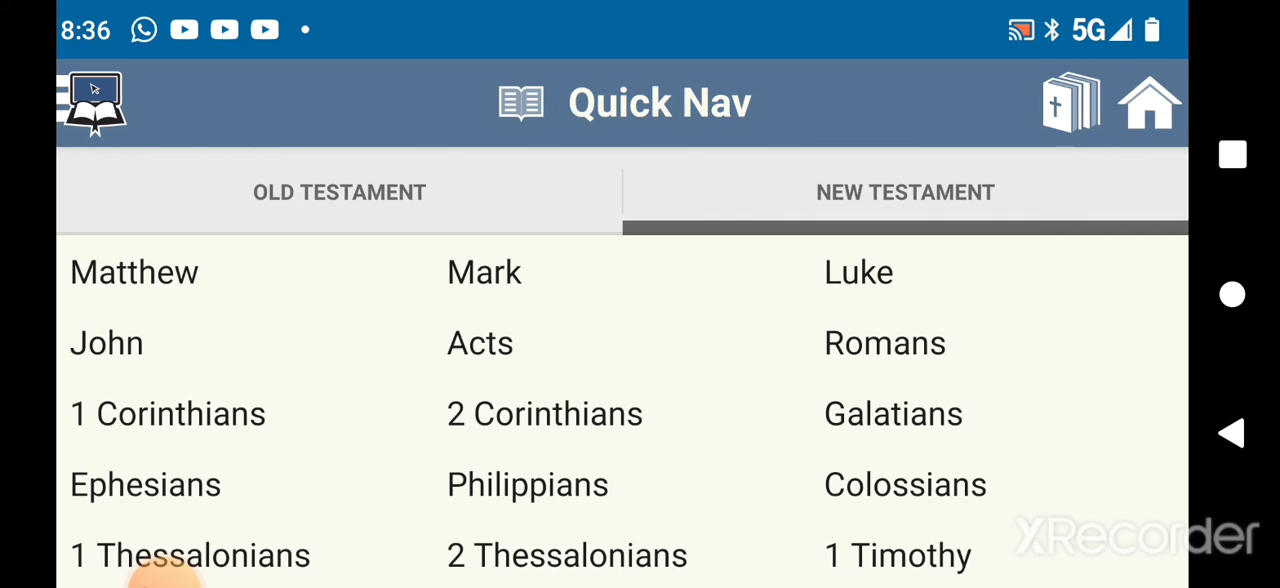 8:36 5G
Quick Nav
OLD TESTAMENT NEW TESTAMENT
Matthew Mark Luke
John Acts Romans
1 Corinthians 2 Corinthians Galatians
Ephesians Philippians Colossians
1 Thessalonians 2 Thessalonians 1 Timothy
XRecorder